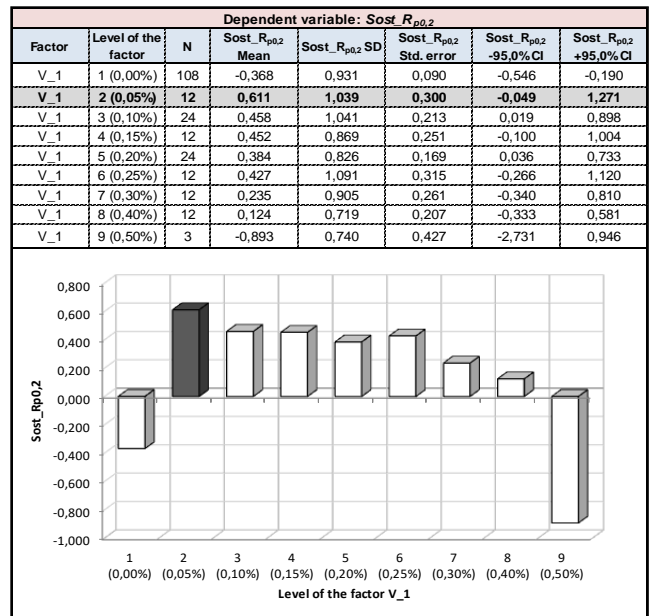 Dependent variable: Sost_Rp0,2
Factor Level of the factor N Sost_Rp0,2 Mean Sost_Rp0,2 SD Sost_Rp0,2 Std. error Sost_Rp0,2 -95,0%CI Sost_Rp0,2 +95,0%CI
V_1 1 (0,00%) 108 -0,368 0,931 0,090 -0,546 -0,190
V_1 2 (0,05%) 12 0,611 1,039 0,300 -0,049 1,271
V_1 3 (0,10%) 24 0,458 1,041 0,213 0,019 0,898
V_1 4 (0,15%) 12 0,452 0,869 0,251 -0,100 1,004
V_1 5 (0,20%) 24 0,384 0,826 0,169 0,036 0,733
V_1 6 (0,25%) 12 0,427 1,091 0,315 -0,266 1,120
V_1 7 (0,30%) 12 0,235 0,905 0,261 -0,340 0,810
V_1 8 (0,40%) 12 0,124 0,719 0,207 -0,333 0,581
V_1 9 (0,50%) 3 -0,893 0,740 0,427 -2,731 0,946
Sost_Rp0,2
0,800
0,600
0,400
0,200
0,000
-0,200
-0,400
-0,600
-0,800
-1,000
1 2 3 4 5 6 7 8 9
(0,00%) (0,05%) (0,10%) (0,15%) (0,20%) (0,25%) (0,30%) (0,40%) (0,50%)
Level of the factor V_1